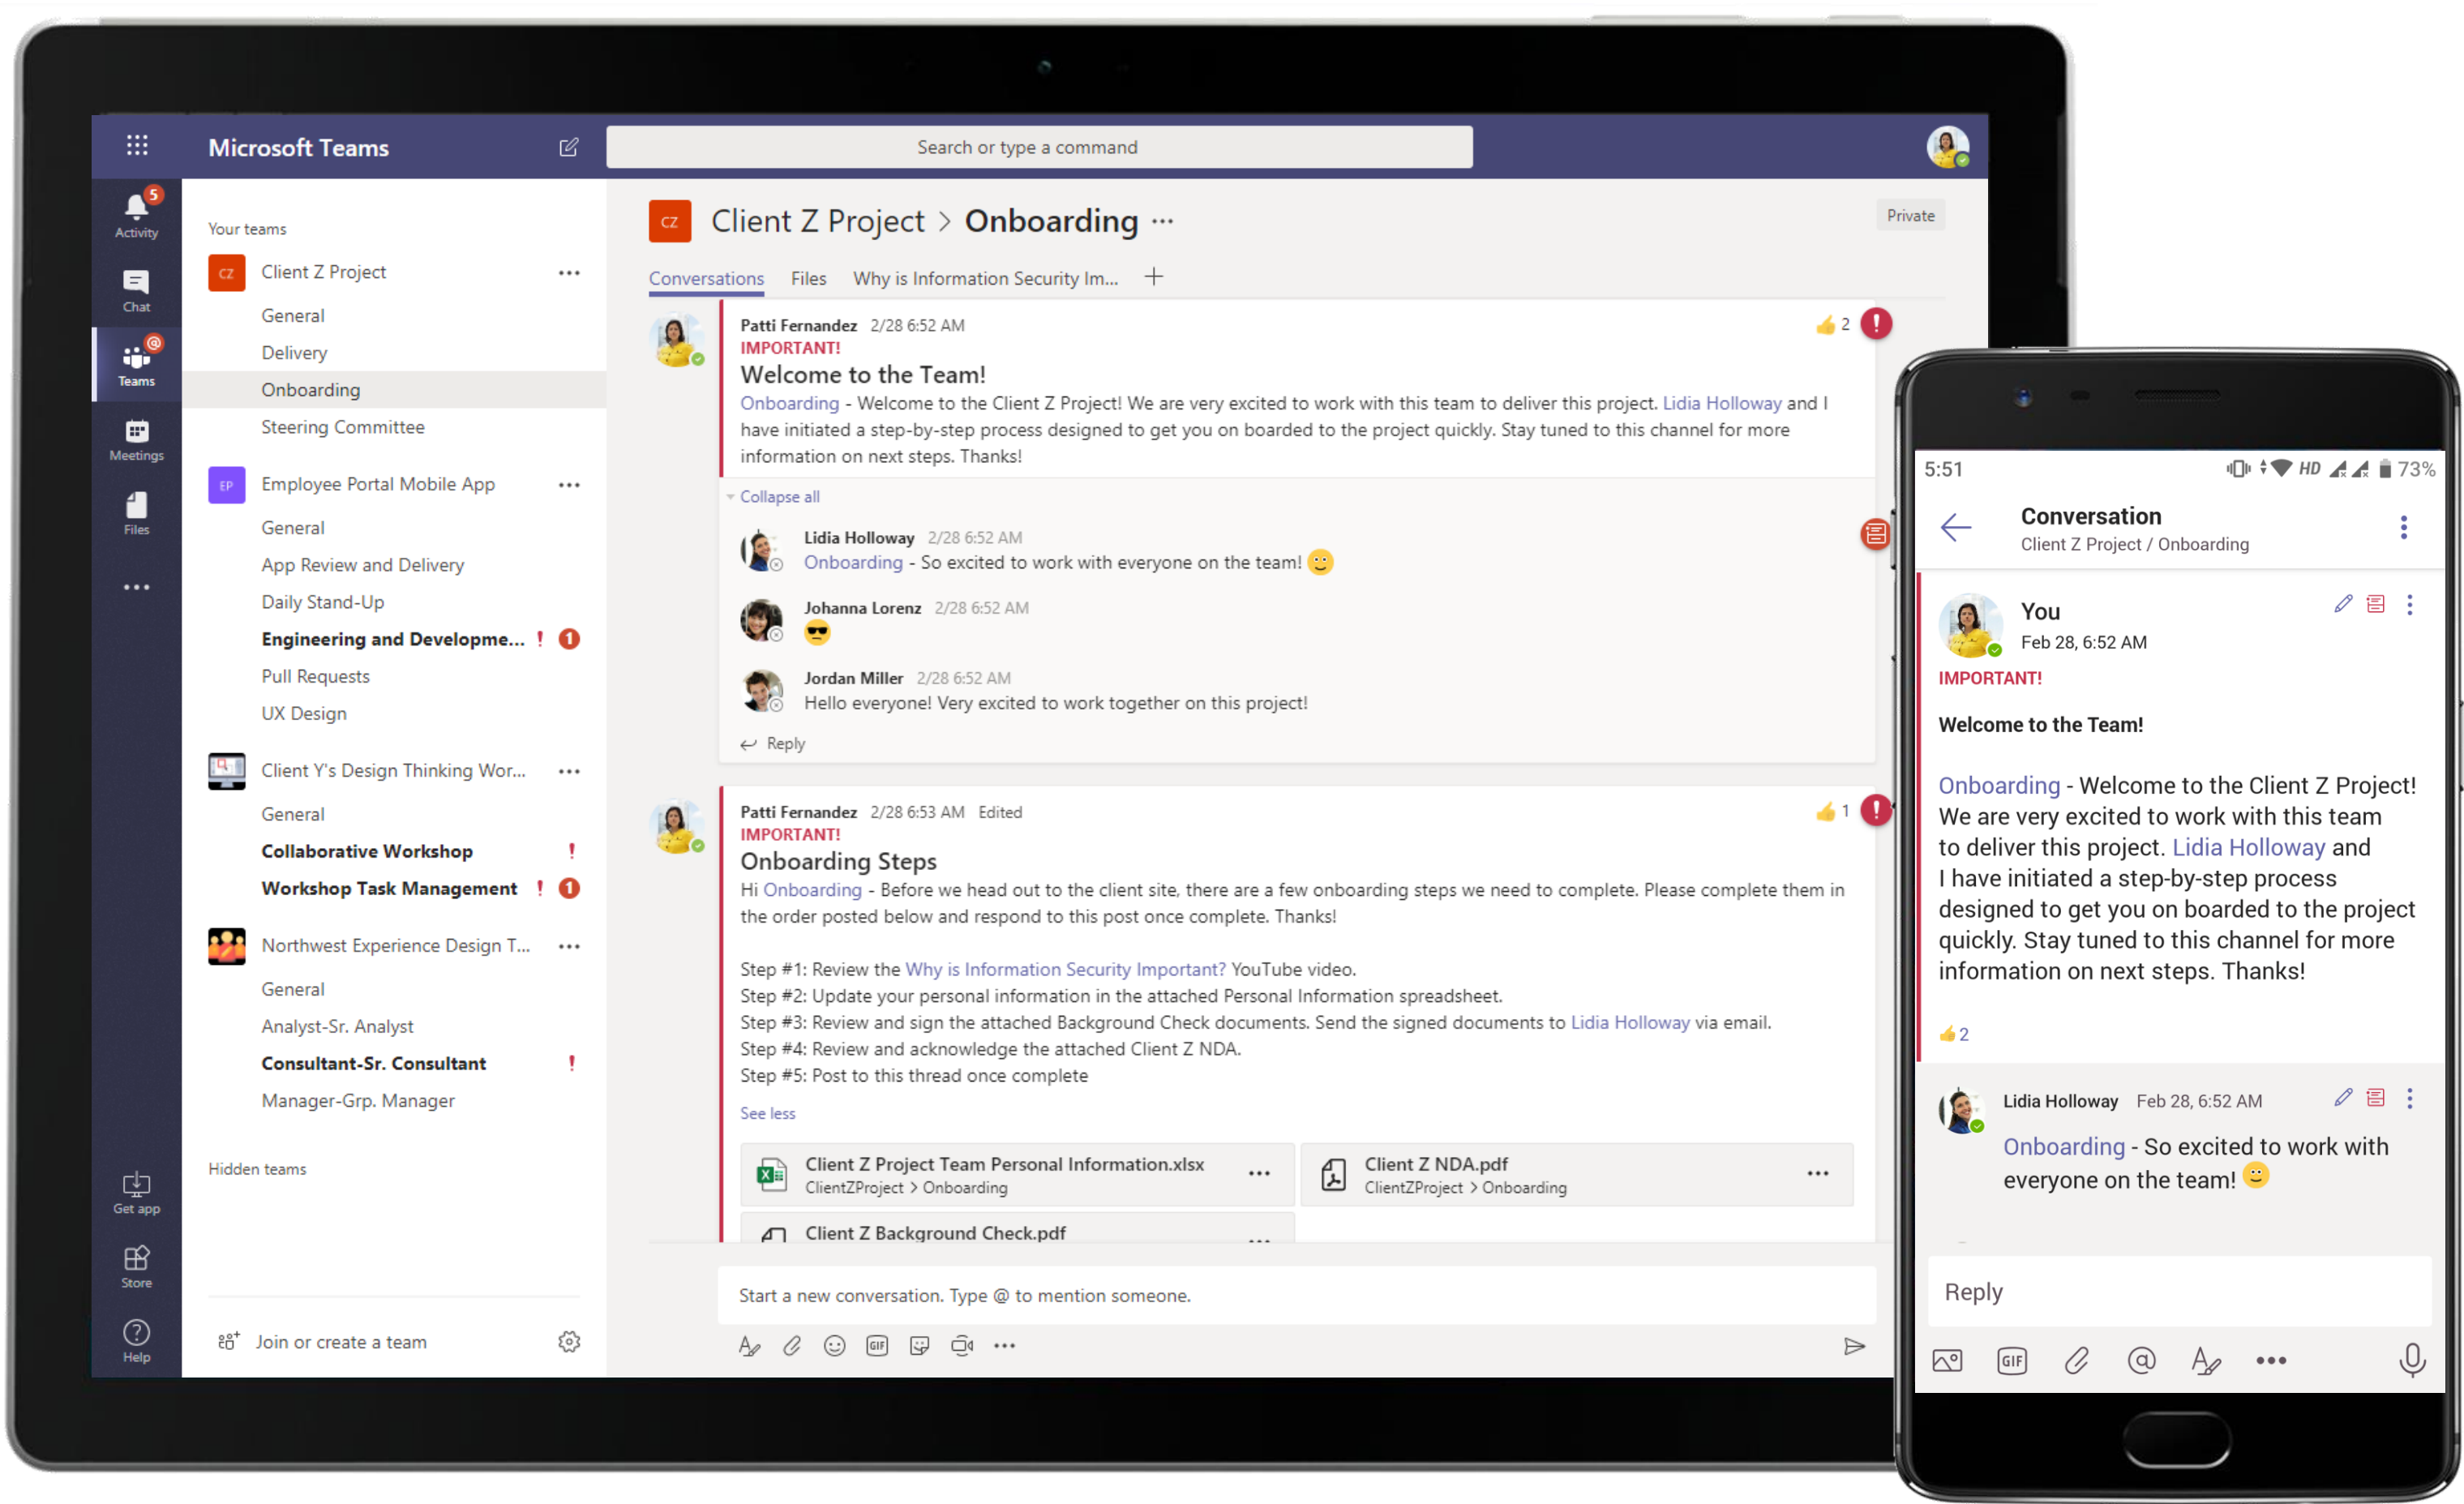 Microsoft Teams
Search or type a command
5
Activity
Chat
@
Teams
Meetings
Files
Get app
Store
Help
Your teams
CZ
Client Z Project
General
Delivery
Onboarding
Steering Committee
EP
Employee Portal Mobile App
General
App Review and Delivery
Daily Stand-Up
Engineering and Developme... ! 1
Pull Requests
UX Design
Client Y's Design Thinking Wor...
General
Collaborative Workshop !
Workshop Task Management ! 1
Northwest Experience Design T...
General
Analyst-Sr. Analyst
Consultant-Sr. Consultant !
Manager-Grp. Manager
Hidden teams
Join or create a team
CZ
Client Z Project > Onboarding ...
Private
Conversations Files Why is Information Security Im... +
Patti Fernandez 2/28 6:52 AM
2 !
IMPORTANT!
Welcome to the Team!
Onboarding - Welcome to the Client Z Project! We are very excited to work with this team to deliver this project. Lidia Holloway and I
have initiated a step-by-step process designed to get you on boarded to the project quickly. Stay tuned to this channel for more
information on next steps. Thanks!
Collapse all
Lidia Holloway 2/28 6:52 AM
Onboarding - So excited to work with everyone on the team! 🙂
Johanna Lorenz 2/28 6:52 AM
😎
Jordan Miller 2/28 6:52 AM
Hello everyone! Very excited to work together on this project!
Reply
Patti Fernandez 2/28 6:53 AM Edited
1 !
IMPORTANT!
Onboarding Steps
Hi Onboarding - Before we head out to the client site, there are a few onboarding steps we need to complete. Please complete them in
the order posted below and respond to this post once complete. Thanks!
Step #1: Review the Why is Information Security Important? YouTube video.
Step #2: Update your personal information in the attached Personal Information spreadsheet.
Step #3: Review and sign the attached Background Check documents. Send the signed documents to Lidia Holloway via email.
Step #4: Review and acknowledge the attached Client Z NDA.
Step #5: Post to this thread once complete
See less
Client Z Project Team Personal Information.xlsx
ClientZProject > Onboarding
Client Z NDA.pdf
ClientZProject > Onboarding
Client Z Background Check.pdf
Start a new conversation. Type @ to mention someone.
GIF
5:51
HD
73%
Conversation
Client Z Project / Onboarding
You
Feb 28, 6:52 AM
IMPORTANT!
Welcome to the Team!
Onboarding - Welcome to the Client Z Project!
We are very excited to work with this team
to deliver this project. Lidia Holloway and
I have initiated a step-by-step process
designed to get you on boarded to the project
quickly. Stay tuned to this channel for more
information on next steps. Thanks!
2
Lidia Holloway Feb 28, 6:52 AM
Onboarding - So excited to work with
everyone on the team! 🙂
Reply
GIF
@